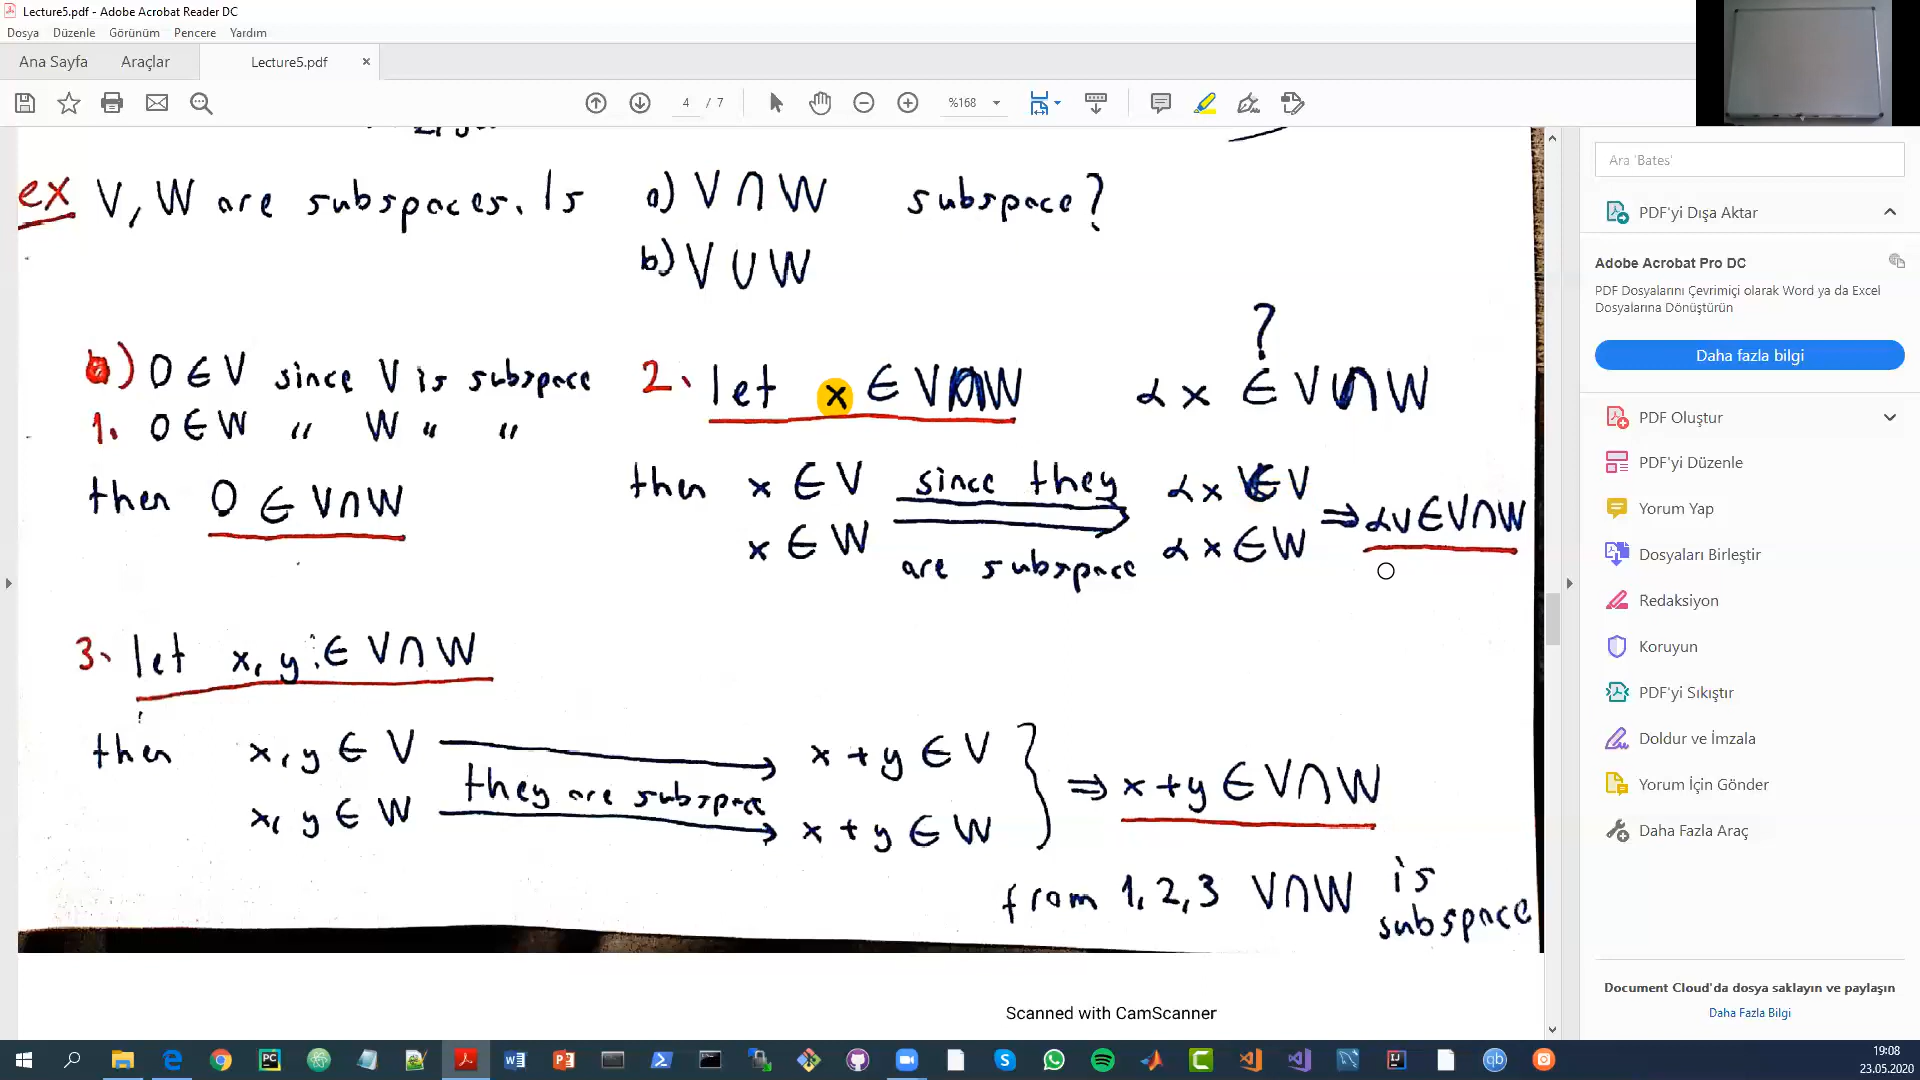 Lecture5.pdf - Adobe Acrobat Reader DC
Dosya Düzenle Görünüm Pencere Yardım
Ana Sayfa Araçlar Lecture5.pdf ×
4 / 7 %168
ex V, W are subspaces. Is a) V ∩ W subspace?
b) V ∪ W
a) 0 ∈ V since V is subspace
1. 0 ∈ W " W " "
then 0 ∈ V∩W
2. let x ∈ V∩W αx ∈ V∩W
?
then x ∈ V since they αx ∈ V
x ∈ W are subspace αx ∈ W ⇒ αv ∈ V∩W
3. let x, y ∈ V∩W
then x, y ∈ V x + y ∈ V
they are subspace
x, y ∈ W x + y ∈ W } ⇒ x + y ∈ V∩W
from 1, 2, 3 V∩W is
subspace
Scanned with CamScanner
Ara 'Bates'
PDF'yi Dışa Aktar
Adobe Acrobat Pro DC
PDF Dosyalarını Çevrimiçi olarak Word ya da Excel
Dosyalarına Dönüştürün
Daha fazla bilgi
PDF Oluştur
PDF'yi Düzenle
Yorum Yap
Dosyaları Birleştir
Redaksiyon
Koruyun
PDF'yi Sıkıştır
Doldur ve İmzala
Yorum İçin Gönder
Daha Fazla Araç
Document Cloud'da dosya saklayın ve paylaşın
Daha Fazla Bilgi
19:08
23.05.2020